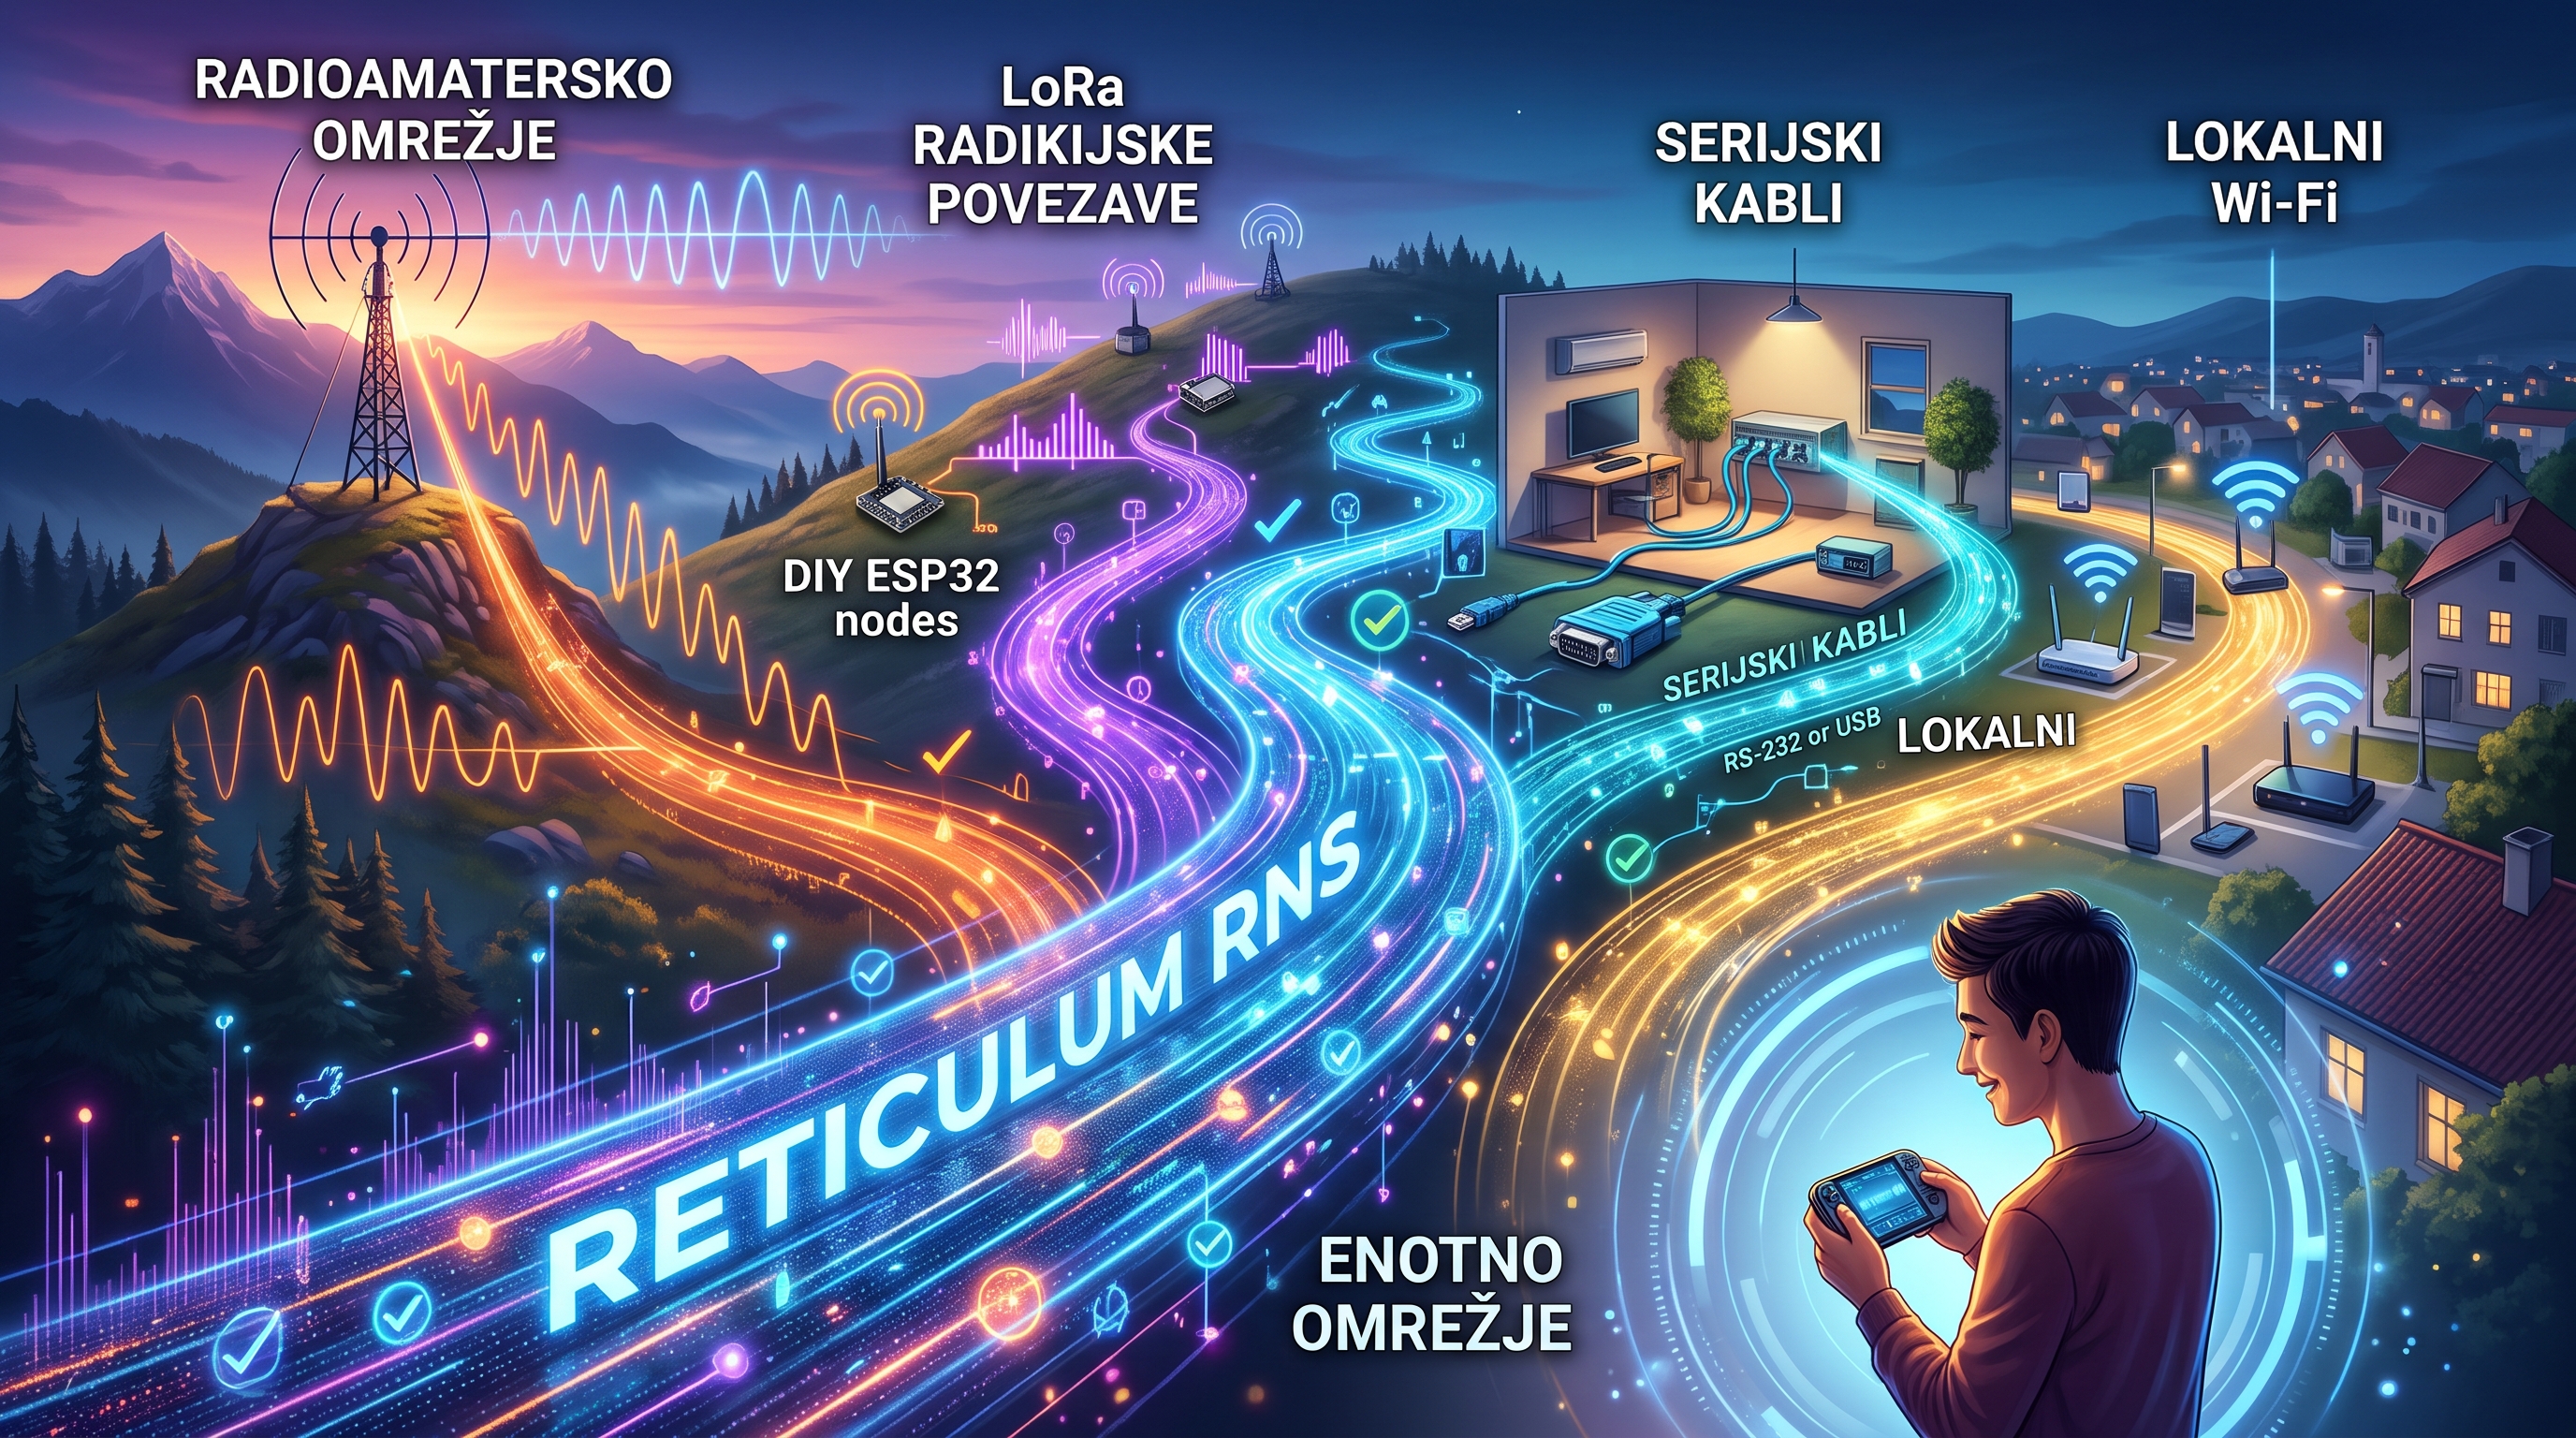 RADIOAMATERSKO
OMREŽJE
LoRa
RADIKIJSKE
POVEZAVE
SERIJSKI
KABLI
LOKALNI
Wi-Fi
DIY ESP32
nodes
SERIJSKI KABLI
RS-232 or USB
LOKALNI
RETICULUM RNS
ENOTNO
OMREŽJE